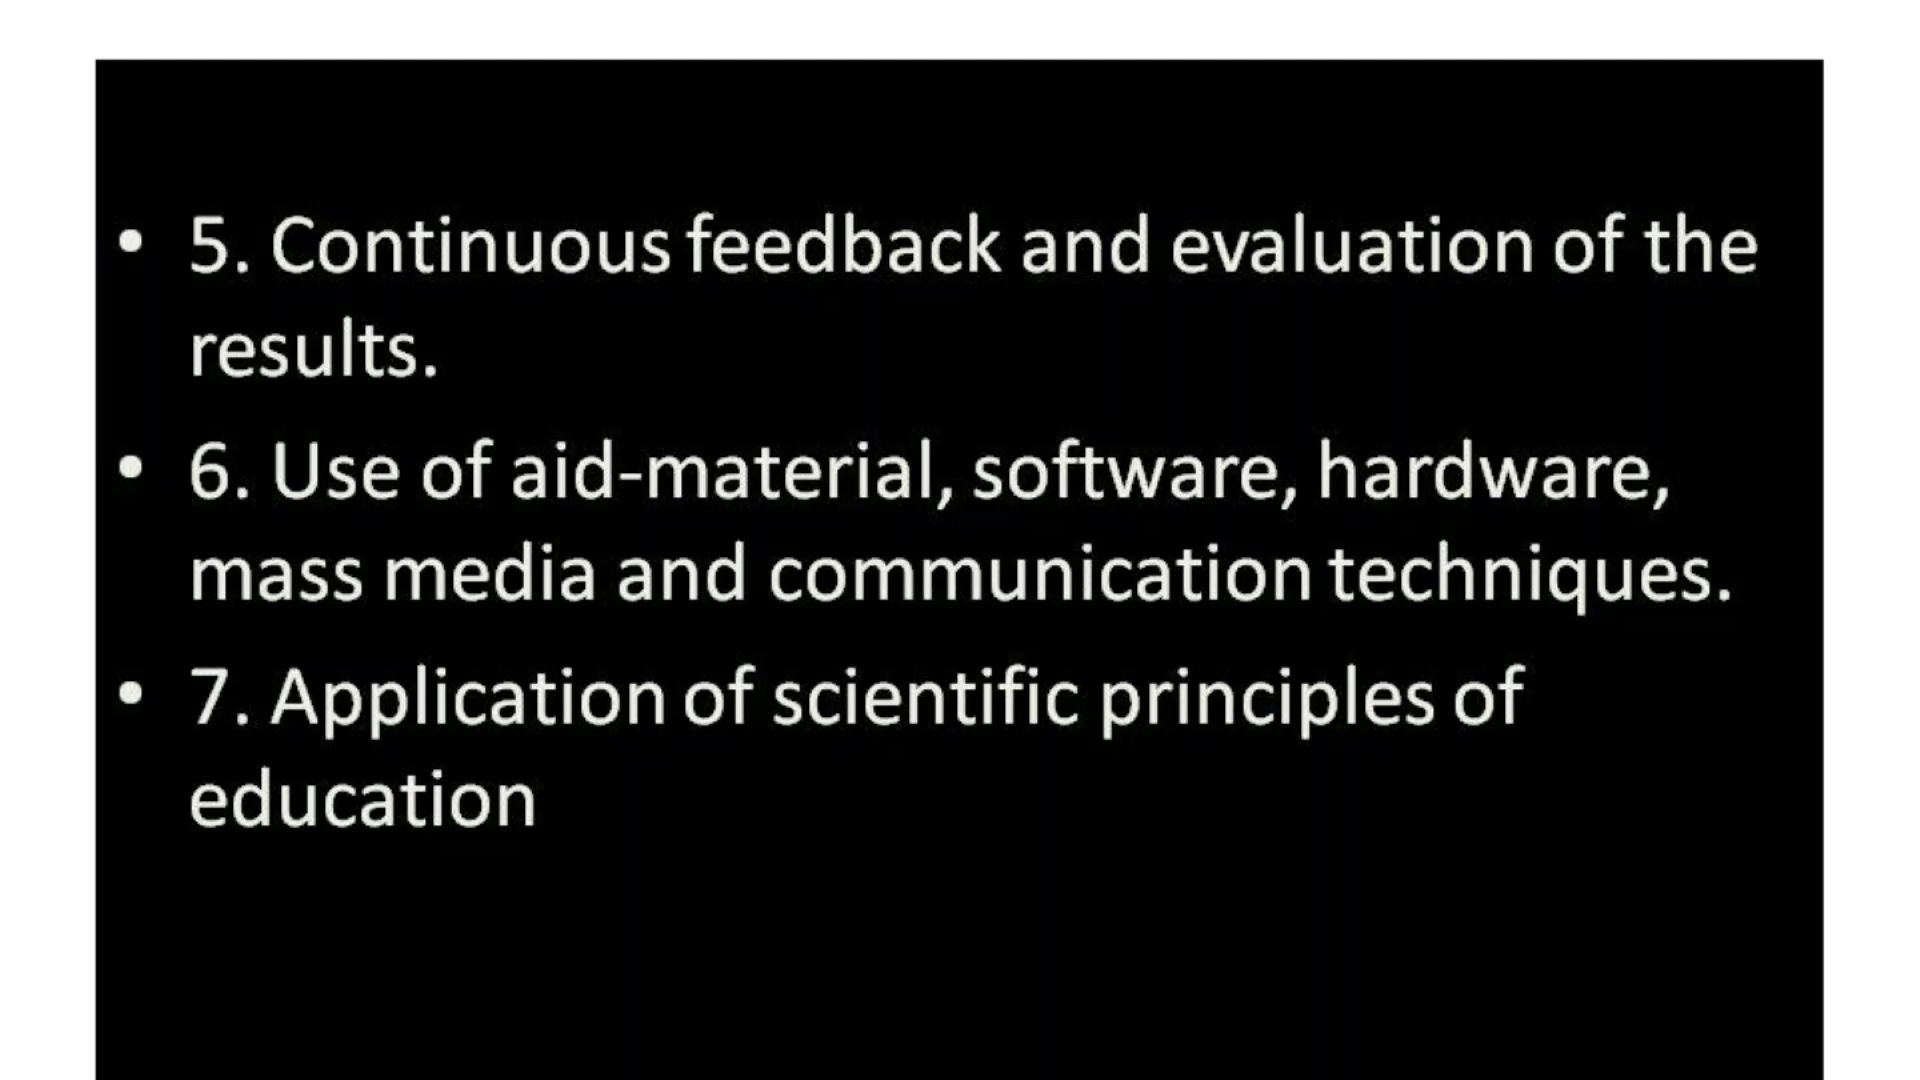 • 5. Continuous feedback and evaluation of the
results.
• 6. Use of aid-material, software, hardware,
mass media and communication techniques.
• 7. Application of scientific principles of
education